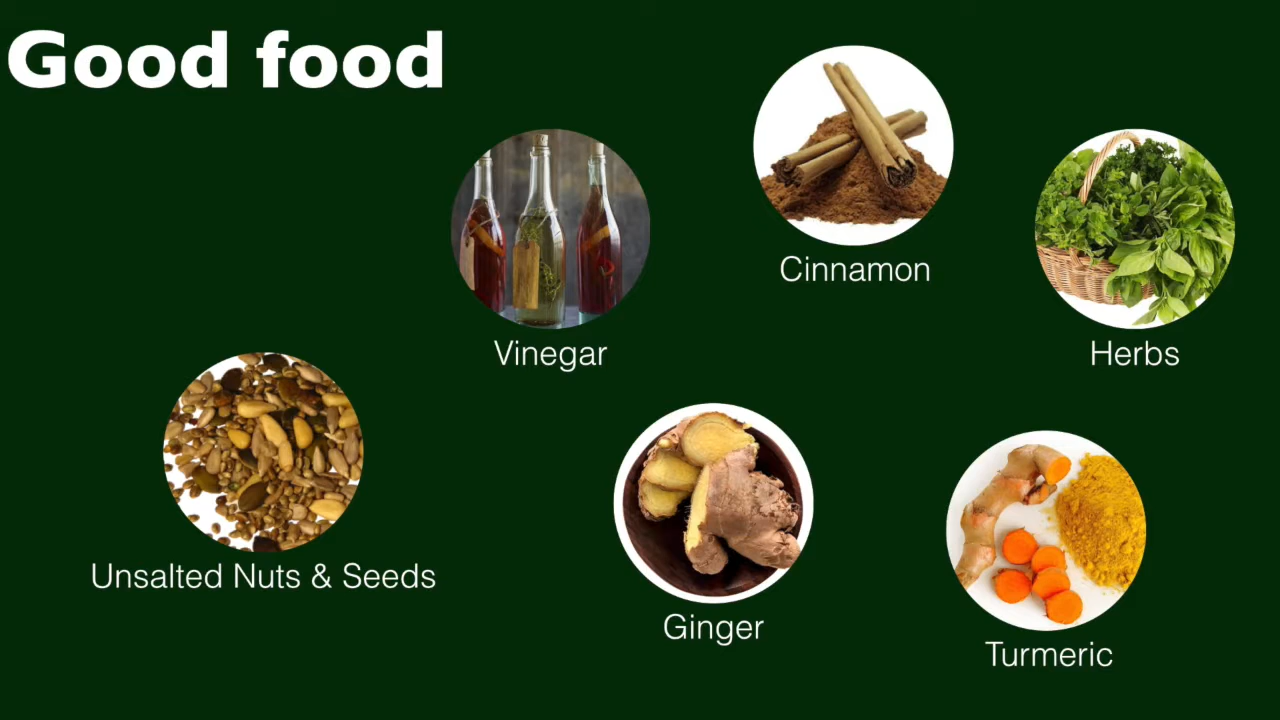 Good food
Cinnamon
Vinegar
Herbs
Unsalted Nuts & Seeds
Ginger
Turmeric